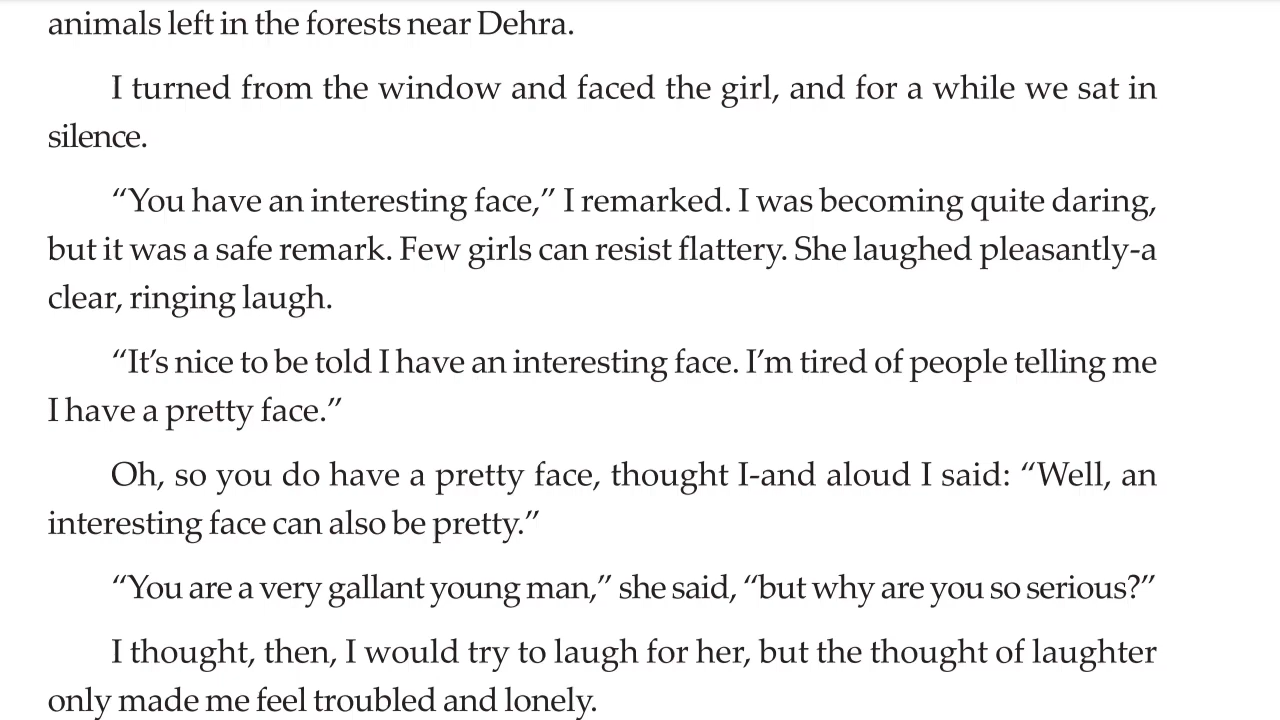 animals left in the forests near Dehra.
I turned from the window and faced the girl, and for a while we sat in
silence.
“You have an interesting face,” I remarked. I was becoming quite daring,
but it was a safe remark. Few girls can resist flattery. She laughed pleasantly-a
clear, ringing laugh.
“It’s nice to be told I have an interesting face. I’m tired of people telling me
I have a pretty face.”
Oh, so you do have a pretty face, thought I-and aloud I said: “Well, an
interesting face can also be pretty.”
“You are a very gallant young man,” she said, “but why are you so serious?”
I thought, then, I would try to laugh for her, but the thought of laughter
only made me feel troubled and lonely.